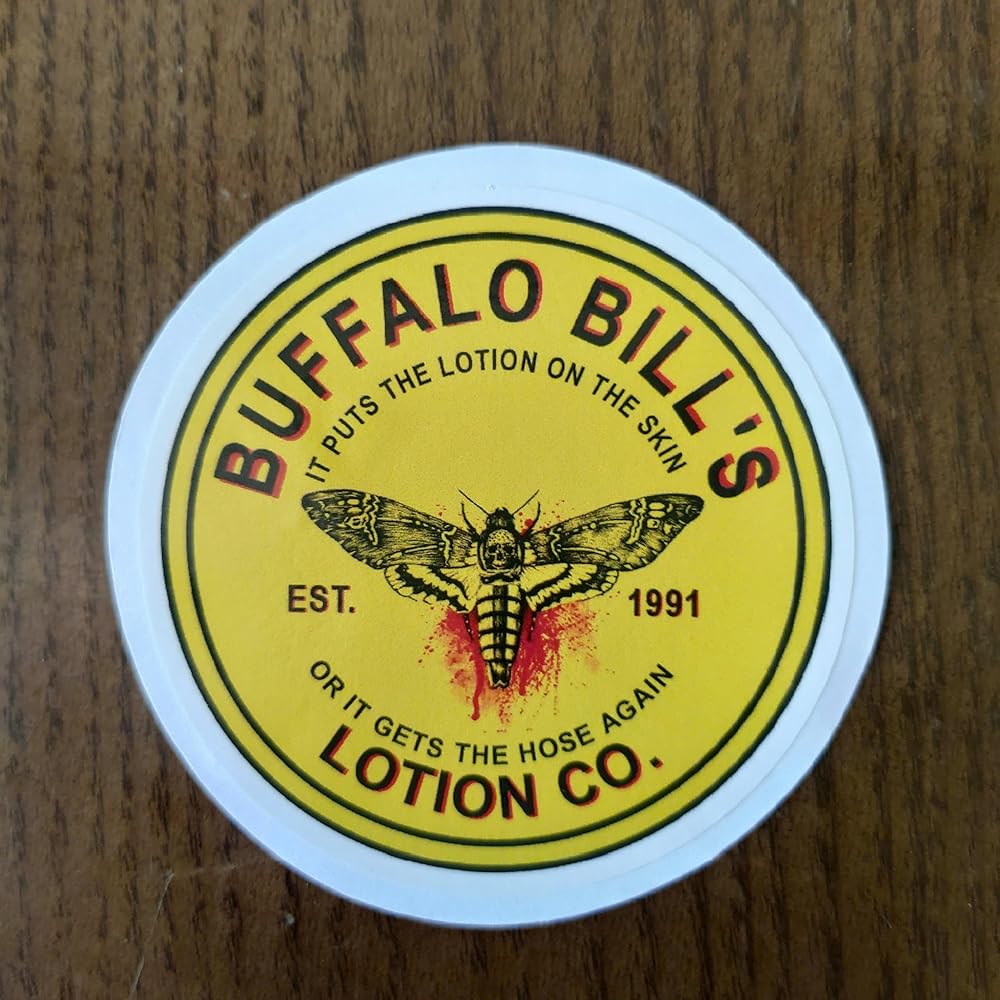 BUFFALO BILL'S
IT PUTS THE LOTION ON THE SKIN
EST. 1991
OR IT GETS THE HOSE AGAIN
LOTION CO.